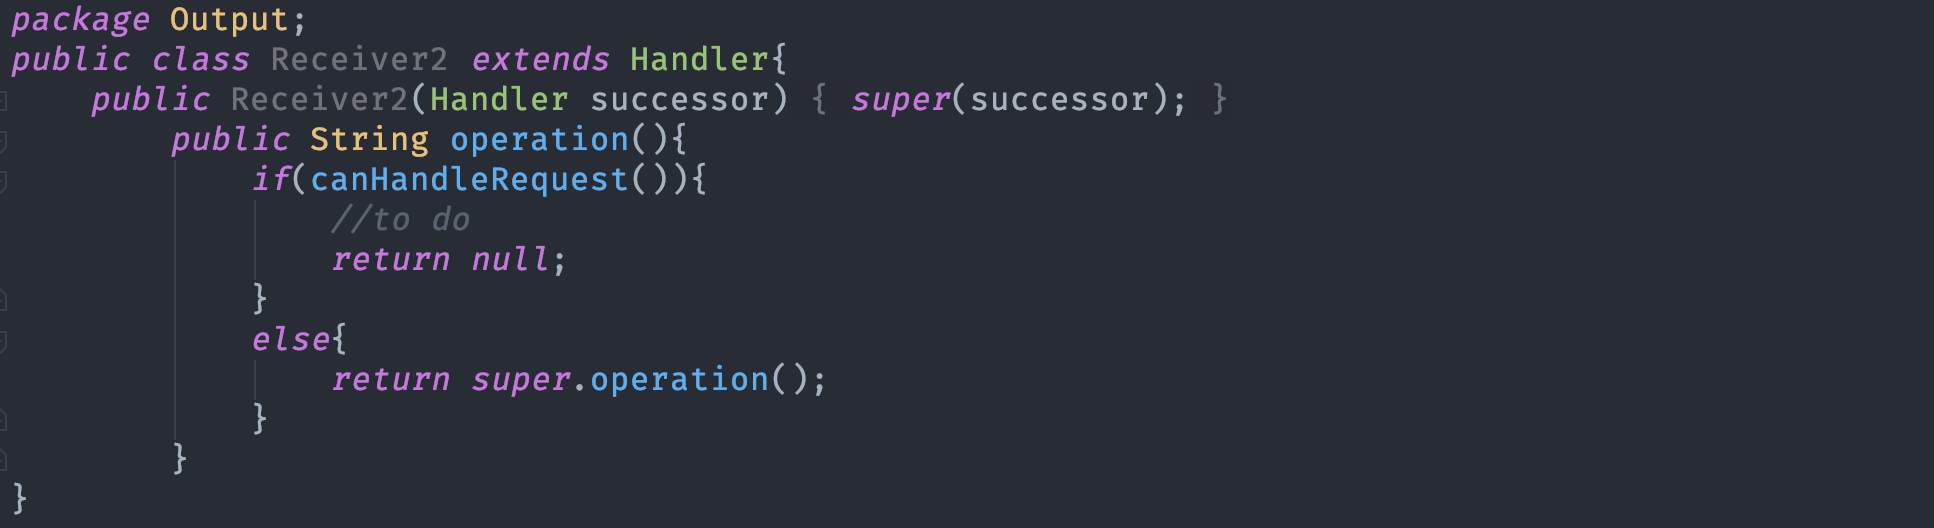 package Output;
public class Receiver2 extends Handler{
    public Receiver2(Handler successor) { super(successor); }
        public String operation(){
            if(canHandleRequest()){
                //to do
                return null;
            }
            else{
                return super.operation();
            }
        }
}